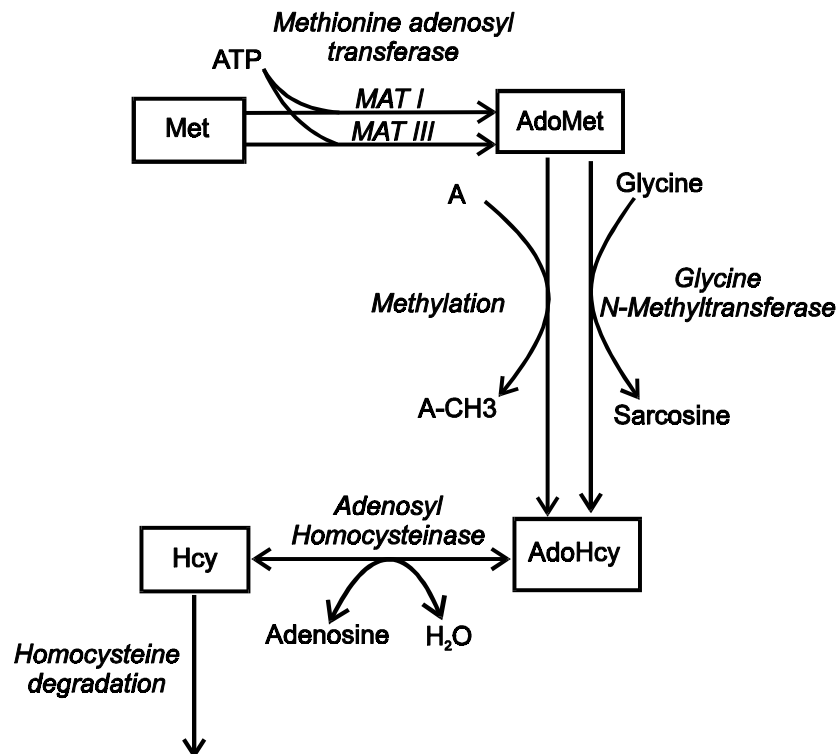 Methionine adenosyl
transferase
ATP
MAT I
MAT III
Met
AdoMet
A
Glycine
Methylation
Glycine
N-Methyltransferase
A-CH3
Sarcosine
Adenosyl
Homocysteinase
Hcy
AdoHcy
Adenosine
H₂O
Homocysteine
degradation